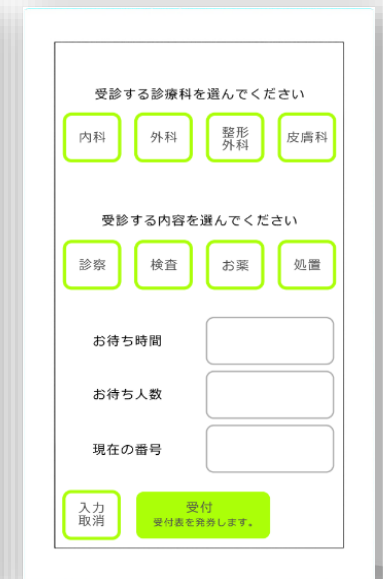 受診する診療科を選んでください
内科 外科 整形 皮膚科
外科
受診する内容を選んでください
診察 検査 お薬 処置
お待ち時間
お待ち人数
現在の番号
入力
取消
受付
受付表を発券します。